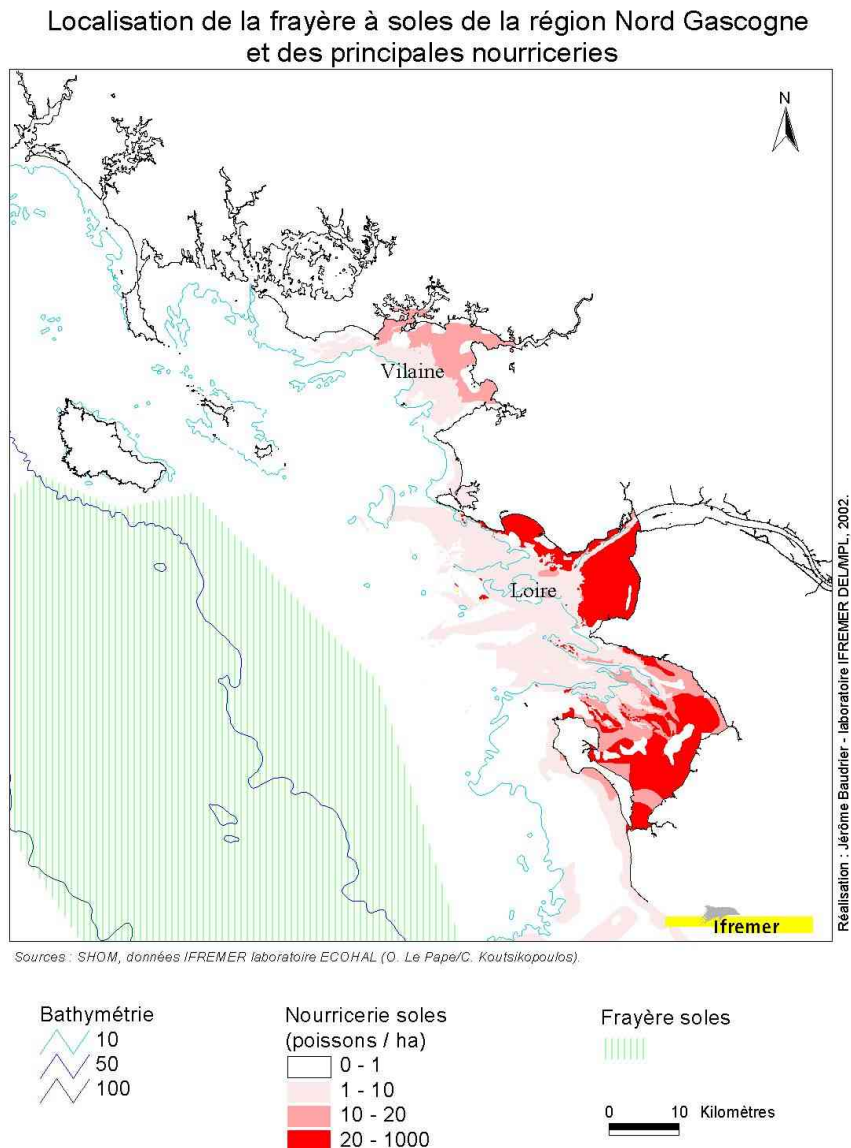 Localisation de la frayère à soles de la région Nord Gascogne
et des principales nourriceries
N
Vilaine
Loire
Réalisation : Jérôme Baudrier - laboratoire IFREMER DEL/MPL, 2002.
Ifremer
Sources : SHOM, données IFREMER laboratoire ECOHAL (O. Le Pape/C. Koutsikopoulos).
Bathymétrie
10
50
100
Nourricerie soles
(poissons / ha)
0 - 1
1 - 10
10 - 20
20 - 1000
Frayère soles
0 10 Kilomètres